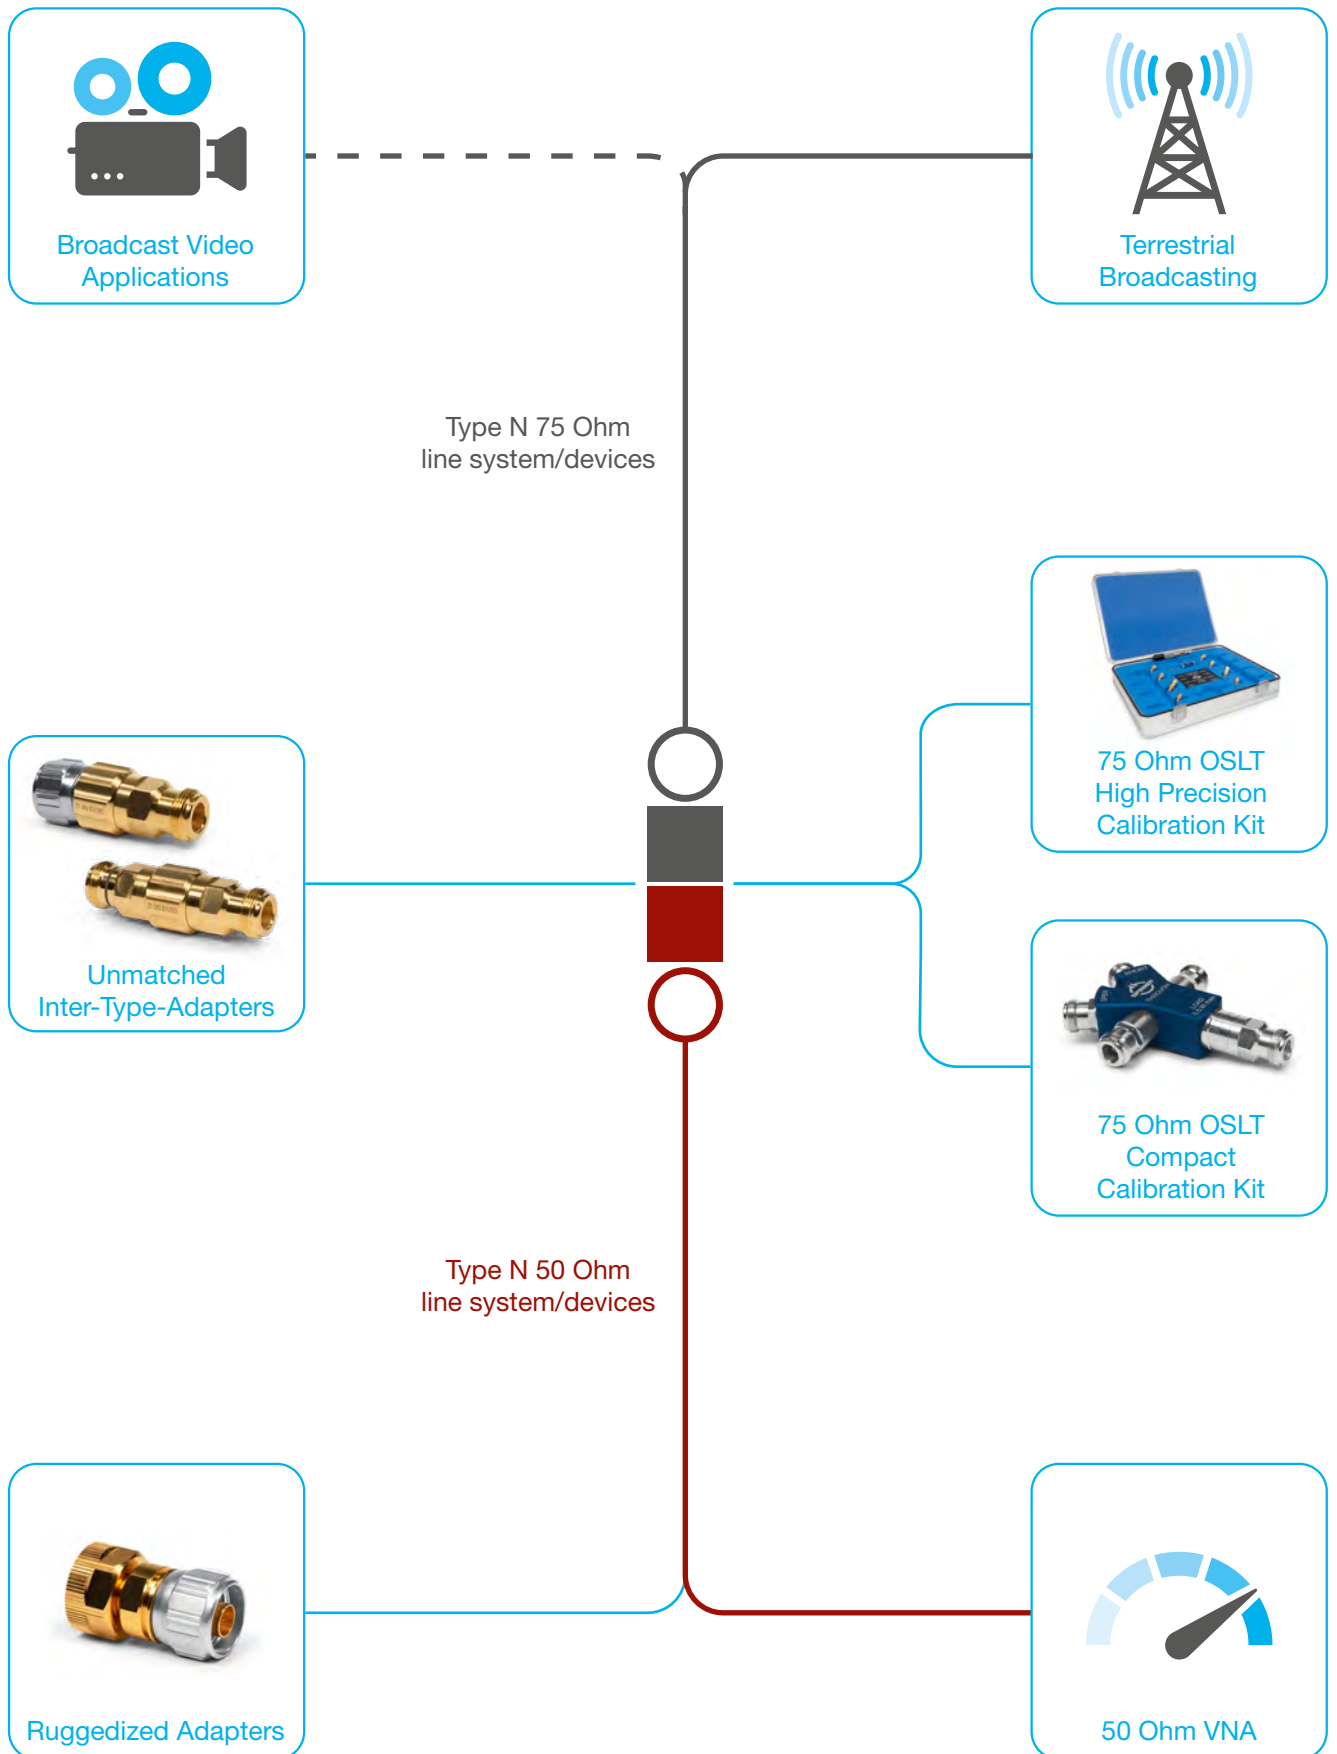 Broadcast Video
Applications
Terrestrial
Broadcasting
Type N 75 Ohm
line system/devices
75 Ohm OSLT
High Precision
Calibration Kit
Unmatched
Inter-Type-Adapters
75 Ohm OSLT
Compact
Calibration Kit
Type N 50 Ohm
line system/devices
Ruggedized Adapters
50 Ohm VNA